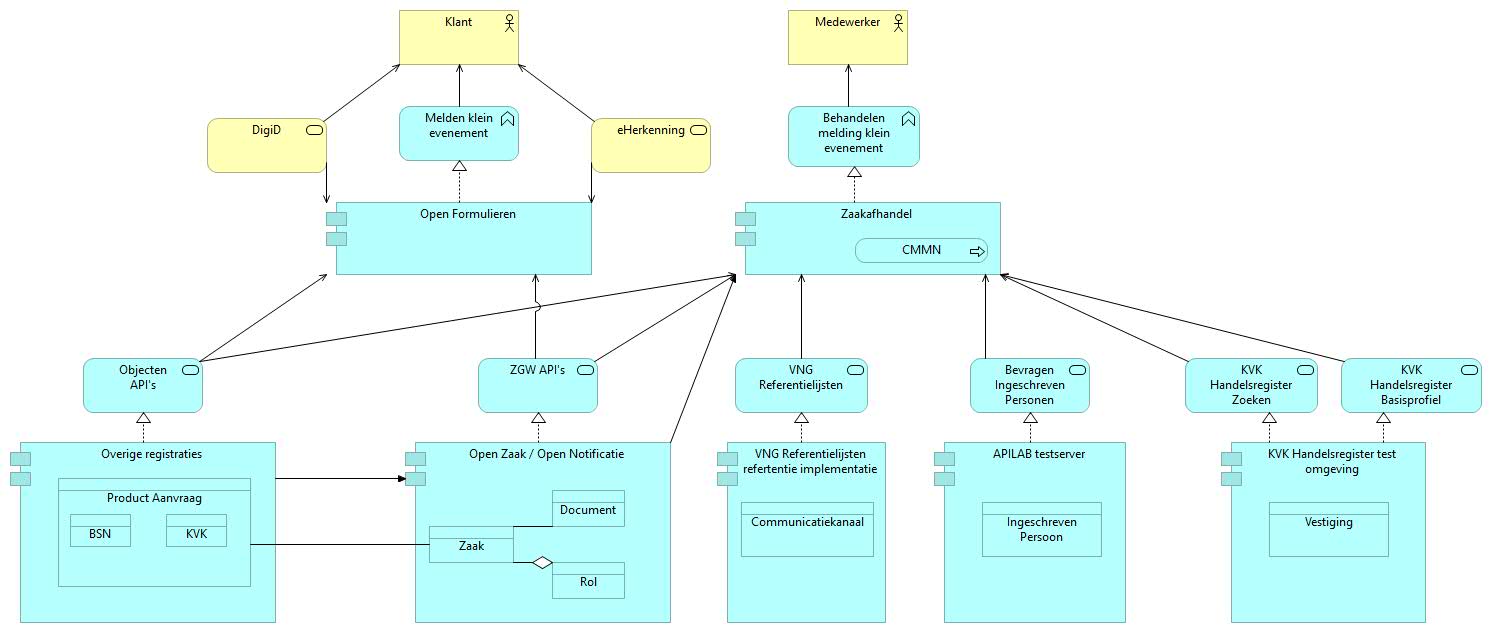 Klant
Medewerker
DigiD
Melden klein
evenement
eHerkenning
Behandelen
melding klein
evenement
Open Formulieren
Zaakafhandel
CMMN
Objecten
API's
ZGW API's
VNG
Referentielijsten
Bevragen
Ingeschreven
Personen
KVK
Handelsregister
Zoeken
KVK
Handelsregister
Basisprofiel
Overige registraties
Product Aanvraag
BSN
KVK
Open Zaak / Open Notificatie
Document
Zaak
Rol
VNG Referentielijsten
refertentie implementatie
Communicatiekanaal
APILAB testserver
Ingeschreven
Persoon
KVK Handelsregister test
omgeving
Vestiging